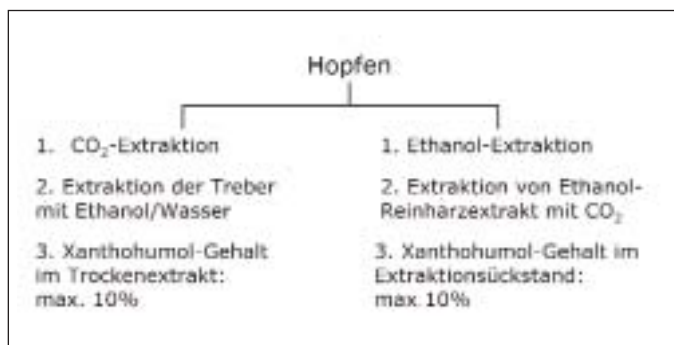 Hopfen
1. CO₂-Extraktion
2. Extraktion der Treber
mit Ethanol/Wasser
3. Xanthohumol-Gehalt
im Trockenextrakt:
max. 10%
1. Ethanol-Extraktion
2. Extraktion von Ethanol-
Reinharzextrakt mit CO₂
3. Xanthohumol-Gehalt im
Extraktionsückstand:
max 10%